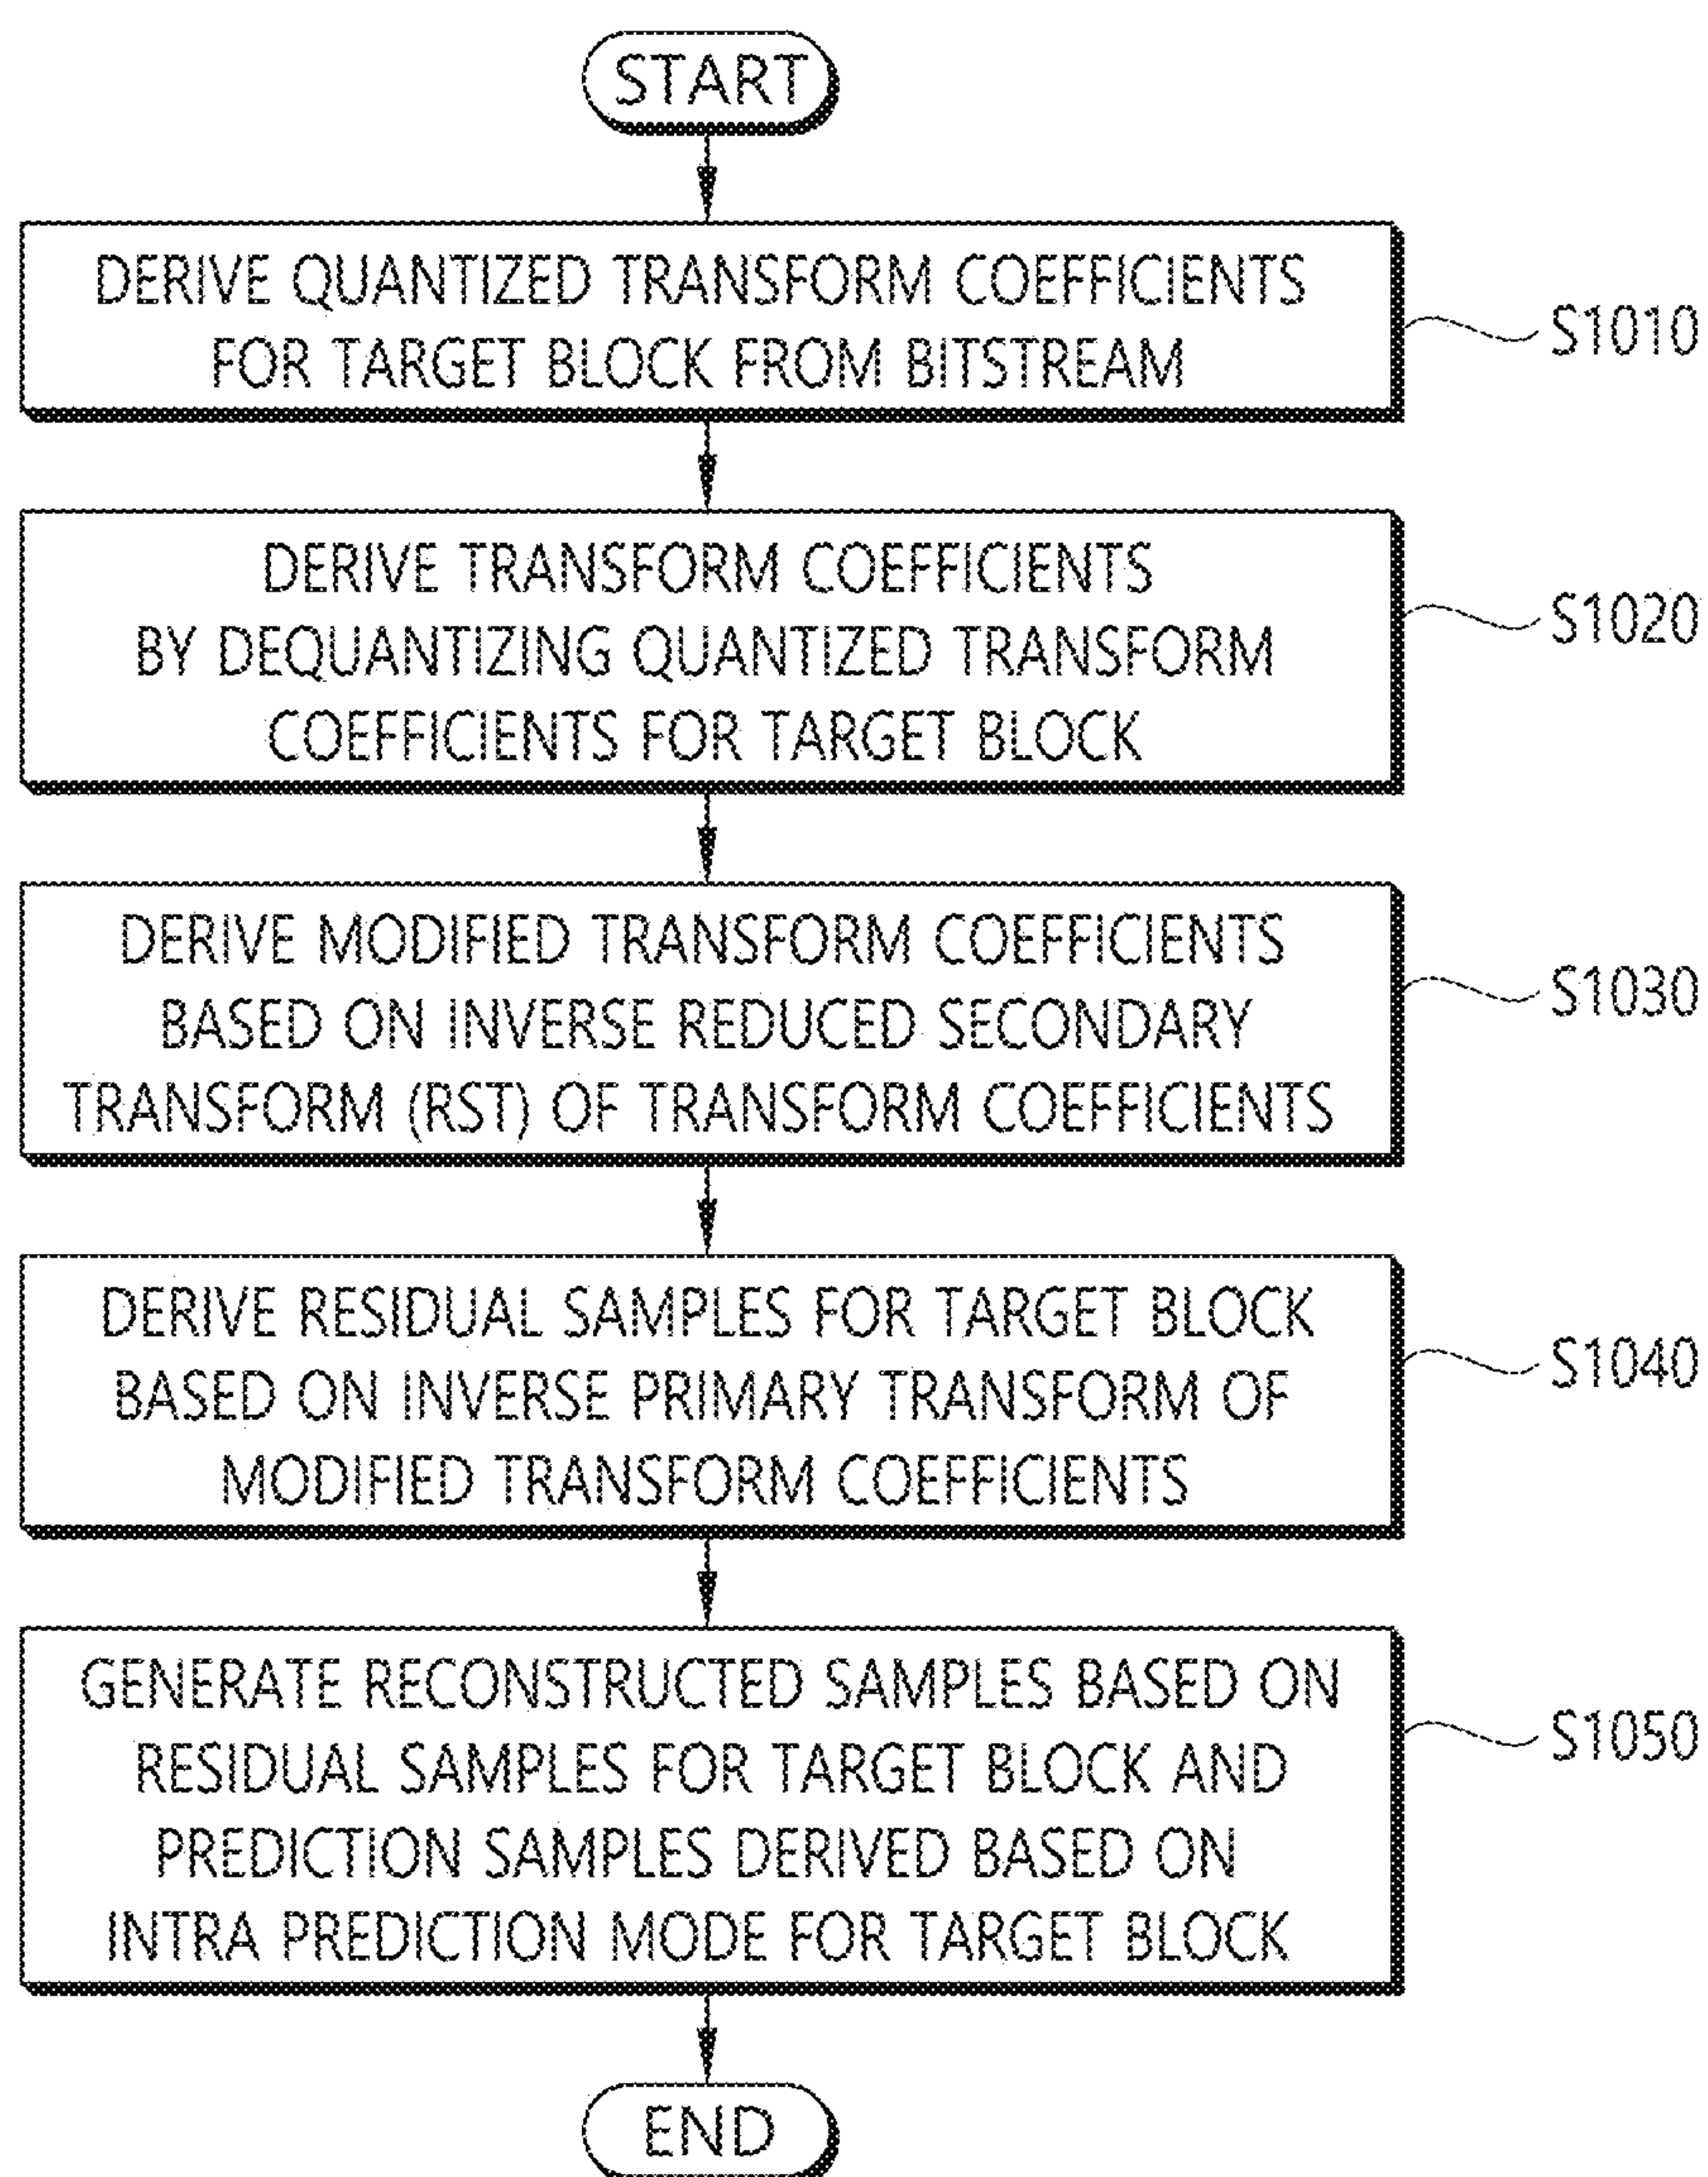 START
DERIVE QUANTIZED TRANSFORM COEFFICIENTS
FOR TARGET BLOCK FROM BITSTREAM
S1010
DERIVE TRANSFORM COEFFICIENTS
BY DEQUANTIZING QUANTIZED TRANSFORM
COEFFICIENTS FOR TARGET BLOCK
S1020
DERIVE MODIFIED TRANSFORM COEFFICIENTS
BASED ON INVERSE REDUCED SECONDARY
TRANSFORM (RST) OF TRANSFORM COEFFICIENTS
S1030
DERIVE RESIDUAL SAMPLES FOR TARGET BLOCK
BASED ON INVERSE PRIMARY TRANSFORM OF
MODIFIED TRANSFORM COEFFICIENTS
S1040
GENERATE RECONSTRUCTED SAMPLES BASED ON
RESIDUAL SAMPLES FOR TARGET BLOCK AND
PREDICTION SAMPLES DERIVED BASED ON
INTRA PREDICTION MODE FOR TARGET BLOCK
S1050
END